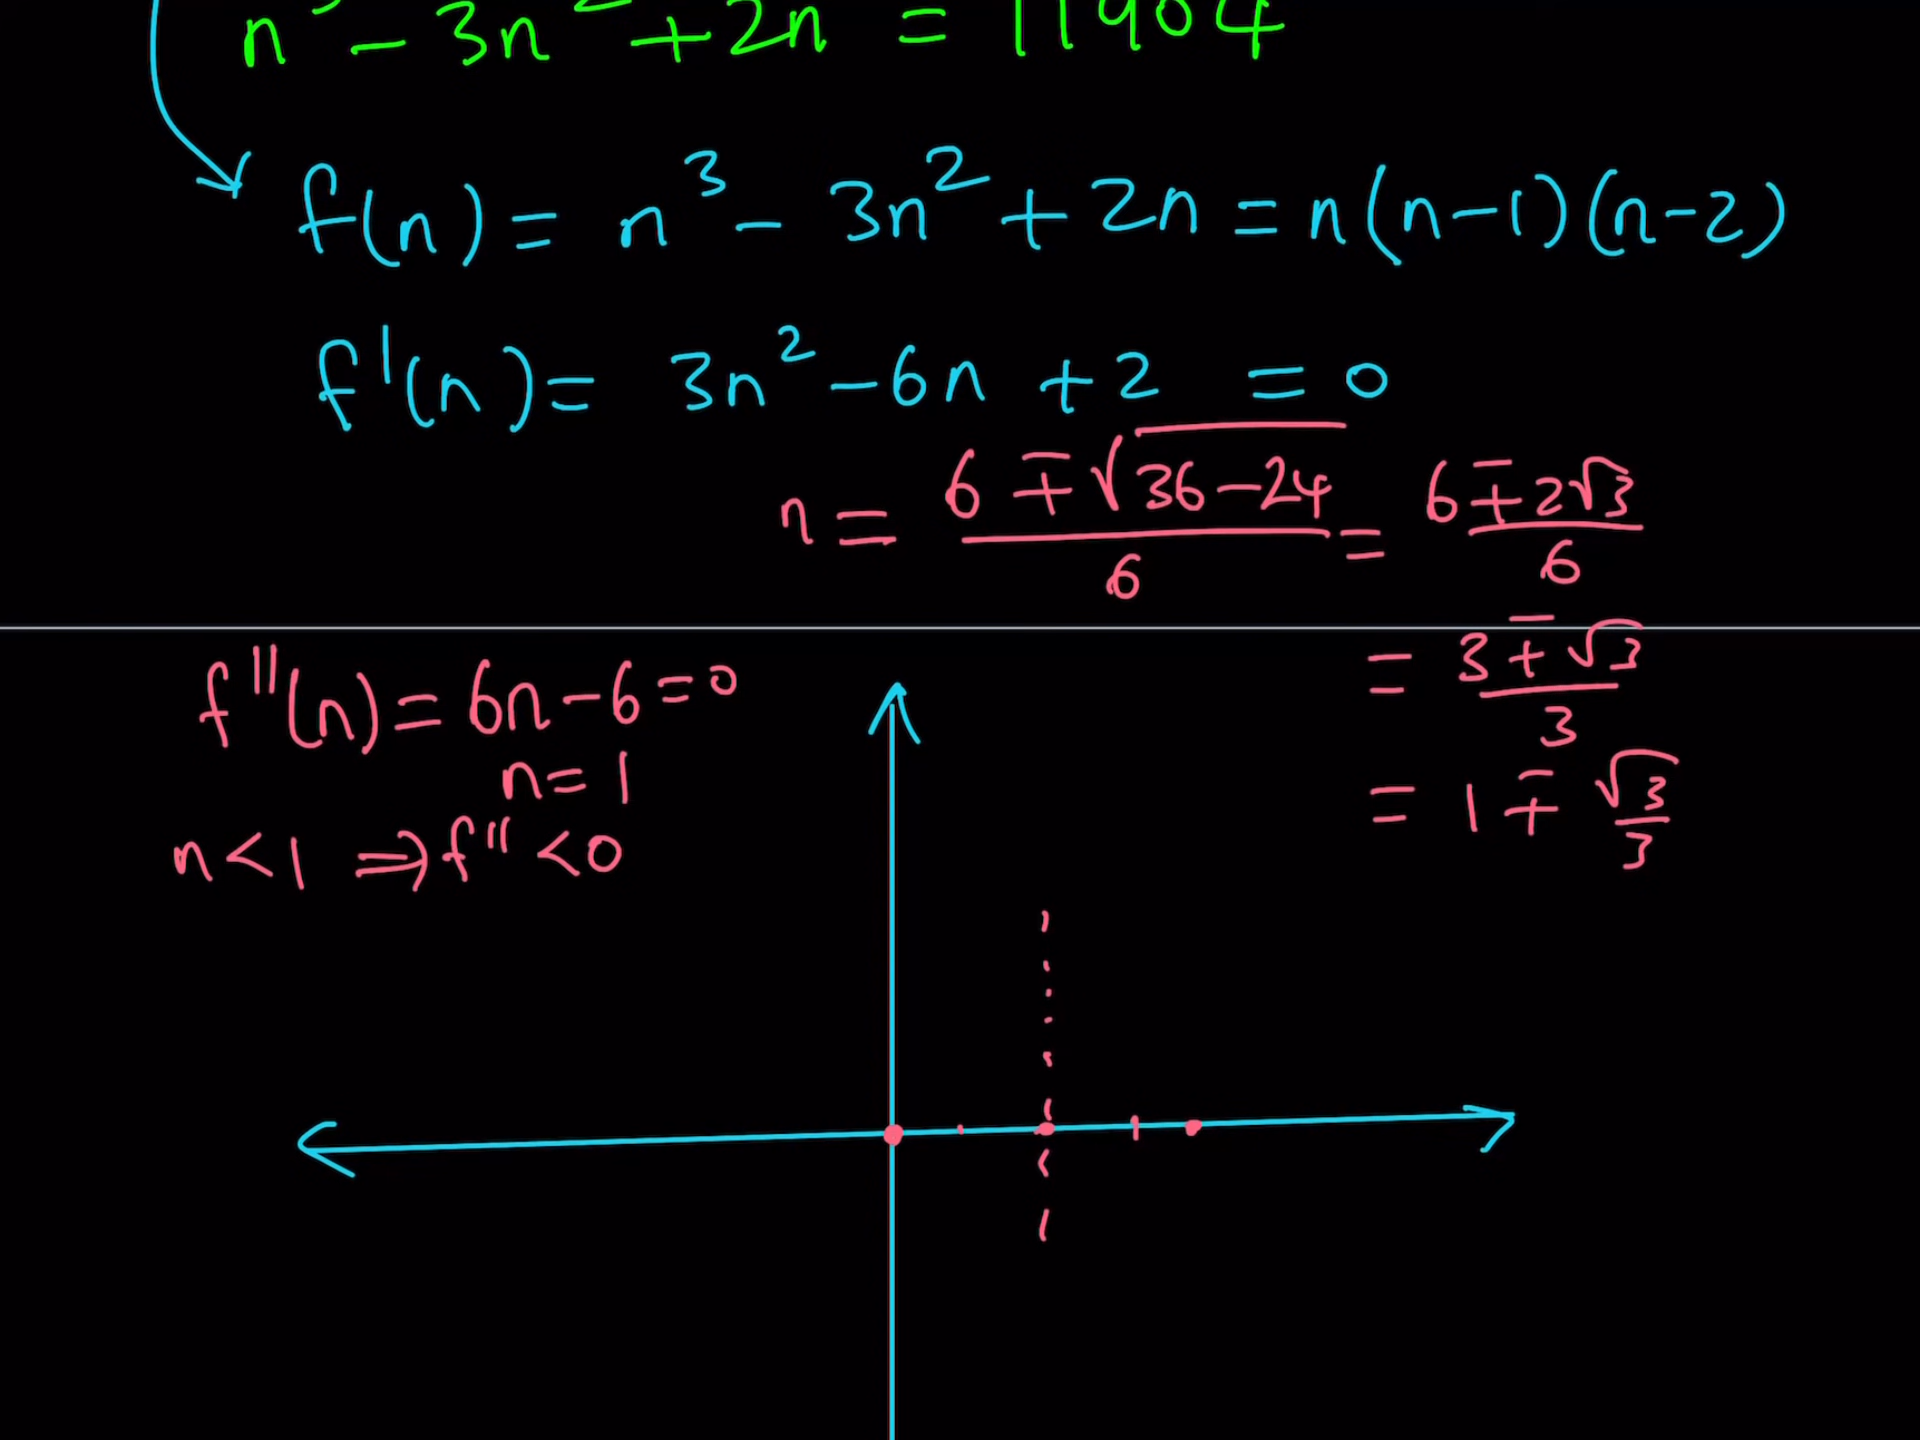 n³ - 3n² + 2n = 11904
f(n) = n³ - 3n² + 2n = n(n-1)(n-2)
f'(n) = 3n² - 6n + 2 = 0
n = (6 ∓ √(36-24))/6 = (6 ∓ 2√3)/6
= (3 ∓ √3)/3
f''(n) = 6n - 6 = 0
n = 1
= 1 ∓ √3/3
n < 1 ⇒ f'' < 0